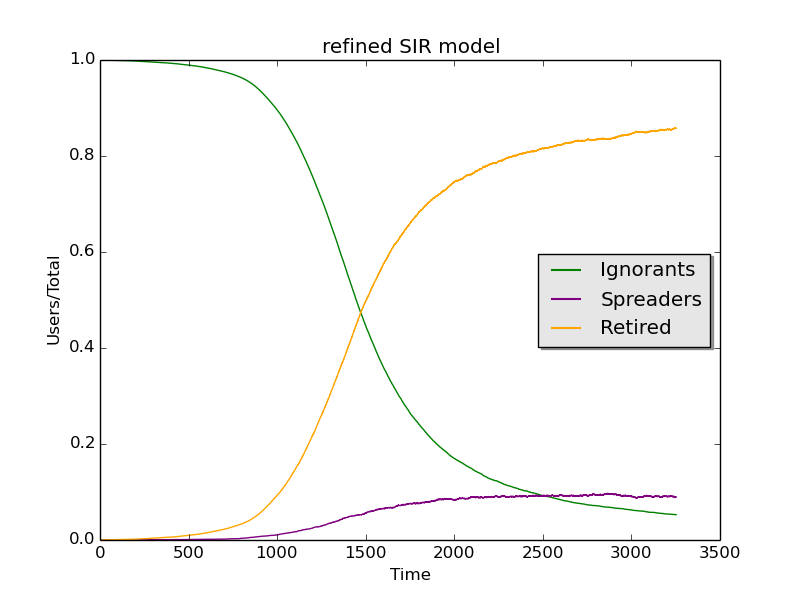 refined SIR model
1.0
0.8
0.6
0.4
0.2
0.0
Users/Total
Ignorants
Spreaders
Retired
0 500 1000 1500 2000 2500 3000 3500
Time